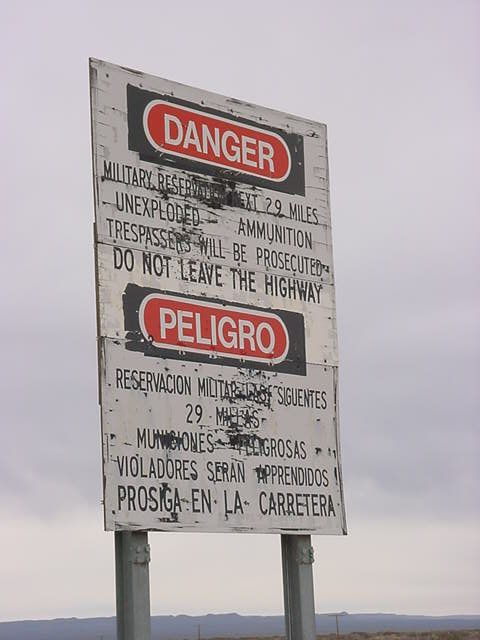 DANGER
MILITARY RESERVATION NEXT 29 MILES
UNEXPLODED AMMUNITION
TRESPASSERS WILL BE PROSECUTED
DO NOT LEAVE THE HIGHWAY
PELIGRO
RESERVACION MILITAR LAS SIGUENTES
29 MILLAS
MUNICIONES PELIGROSAS
VIOLADORES SERAN APPRENDIDOS
PROSIGA EN LA CARRETERA